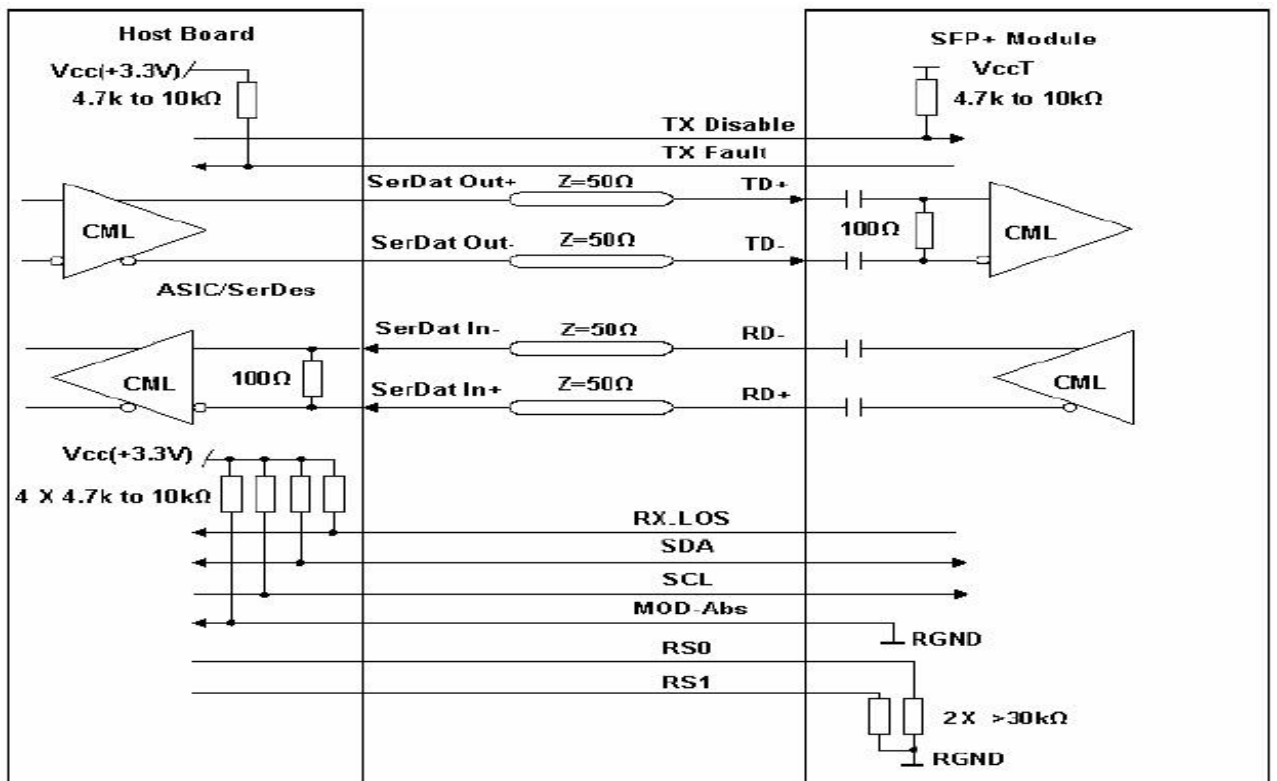 Host Board
SFP+ Module
Vcc(+3.3V)
4.7k to 10kΩ
VccT
4.7k to 10kΩ
TX Disable
TX Fault
SerDat Out+
Z=50Ω
TD+
CML
100Ω
CML
SerDat Out-
Z=50Ω
TD-
ASIC/SerDes
SerDat In-
Z=50Ω
RD-
CML
100Ω
CML
SerDat In+
Z=50Ω
RD+
Vcc(+3.3V)
4 X 4.7k to 10kΩ
RX_LOS
SDA
SCL
MOD-Abs
RGND
RS0
RS1
2X >30kΩ
RGND